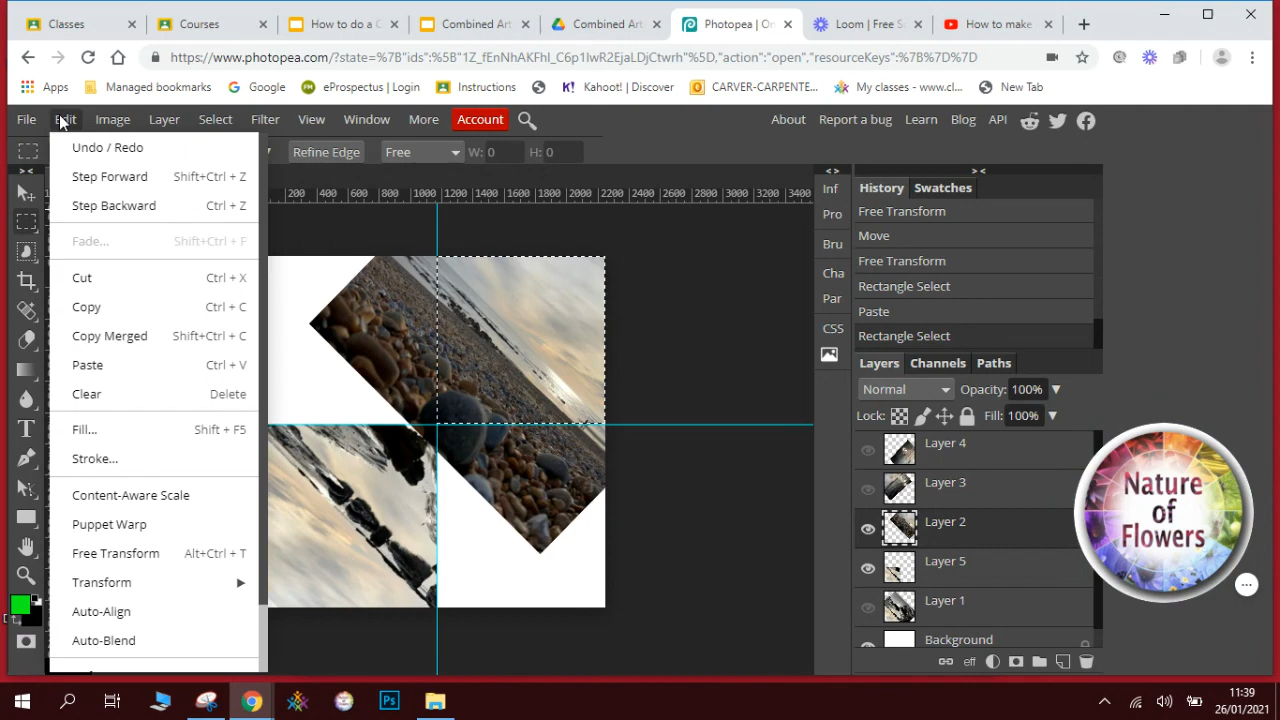 Classes
Courses
How to do a C
Combined Art
Combined Art
Photopea | On
Loom | Free S
How to make
https://www.photopea.com/?state=%7B"ids":%5B"1Z_fEnNhAKFhI_C6p1IwR2EjaLDjCtwrh"%5D,"action":"open","resourceKeys":%7B%7D%7D
Apps
Managed bookmarks
Google
eProspectus | Login
Instructions
Kahoot! | Discover
CARVER-CARPENTE...
My classes - www.cl...
New Tab
File Edit Image Layer Select Filter View Window More Account
About Report a bug Learn Blog API
Refine Edge Free W: 0 H: 0
200 400 600 800 1000 1200 1400 1600 1800 2000 2200 2400 2600 2800 3000 3200 3400
Undo / Redo
Step Forward Shift+Ctrl + Z
Step Backward Ctrl + Z
Fade... Shift+Ctrl + F
Cut Ctrl + X
Copy Ctrl + C
Copy Merged Shift+Ctrl + C
Paste Ctrl + V
Clear Delete
Fill... Shift + F5
Stroke...
Content-Aware Scale
Puppet Warp
Free Transform Alt+Ctrl + T
Transform
Auto-Align
Auto-Blend
Inf
Pro
Bru
Cha
Par
CSS
History Swatches
Free Transform
Move
Free Transform
Rectangle Select
Paste
Rectangle Select
Layers Channels Paths
Normal Opacity: 100%
Lock: Fill: 100%
Layer 4
Layer 3
Layer 2
Layer 5
Layer 1
Background
eff
Nature
of
Flowers
Ps
11:39
26/01/2021